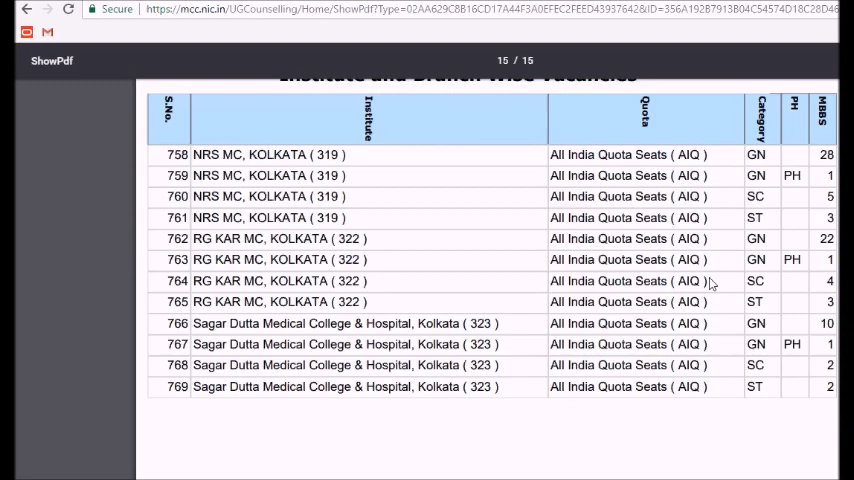 Secure https://mcc.nic.in/UGCounselling/Home/ShowPdf?Type=02AA629C8B16CD17A44F3A0EFEC2FEED43937642&ID=356A192B7913B04C54574D18C28D46
ShowPdf 15 / 15
Institute and Branch Wise Vacancies
S.No. Institute Quota Category PH MBBS
758 NRS MC, KOLKATA ( 319 ) All India Quota Seats ( AIQ ) GN 28
759 NRS MC, KOLKATA ( 319 ) All India Quota Seats ( AIQ ) GN PH 1
760 NRS MC, KOLKATA ( 319 ) All India Quota Seats ( AIQ ) SC 5
761 NRS MC, KOLKATA ( 319 ) All India Quota Seats ( AIQ ) ST 3
762 RG KAR MC, KOLKATA ( 322 ) All India Quota Seats ( AIQ ) GN 22
763 RG KAR MC, KOLKATA ( 322 ) All India Quota Seats ( AIQ ) GN PH 1
764 RG KAR MC, KOLKATA ( 322 ) All India Quota Seats ( AIQ ) SC 4
765 RG KAR MC, KOLKATA ( 322 ) All India Quota Seats ( AIQ ) ST 3
766 Sagar Dutta Medical College & Hospital, Kolkata ( 323 ) All India Quota Seats ( AIQ ) GN 10
767 Sagar Dutta Medical College & Hospital, Kolkata ( 323 ) All India Quota Seats ( AIQ ) GN PH 1
768 Sagar Dutta Medical College & Hospital, Kolkata ( 323 ) All India Quota Seats ( AIQ ) SC 2
769 Sagar Dutta Medical College & Hospital, Kolkata ( 323 ) All India Quota Seats ( AIQ ) ST 2